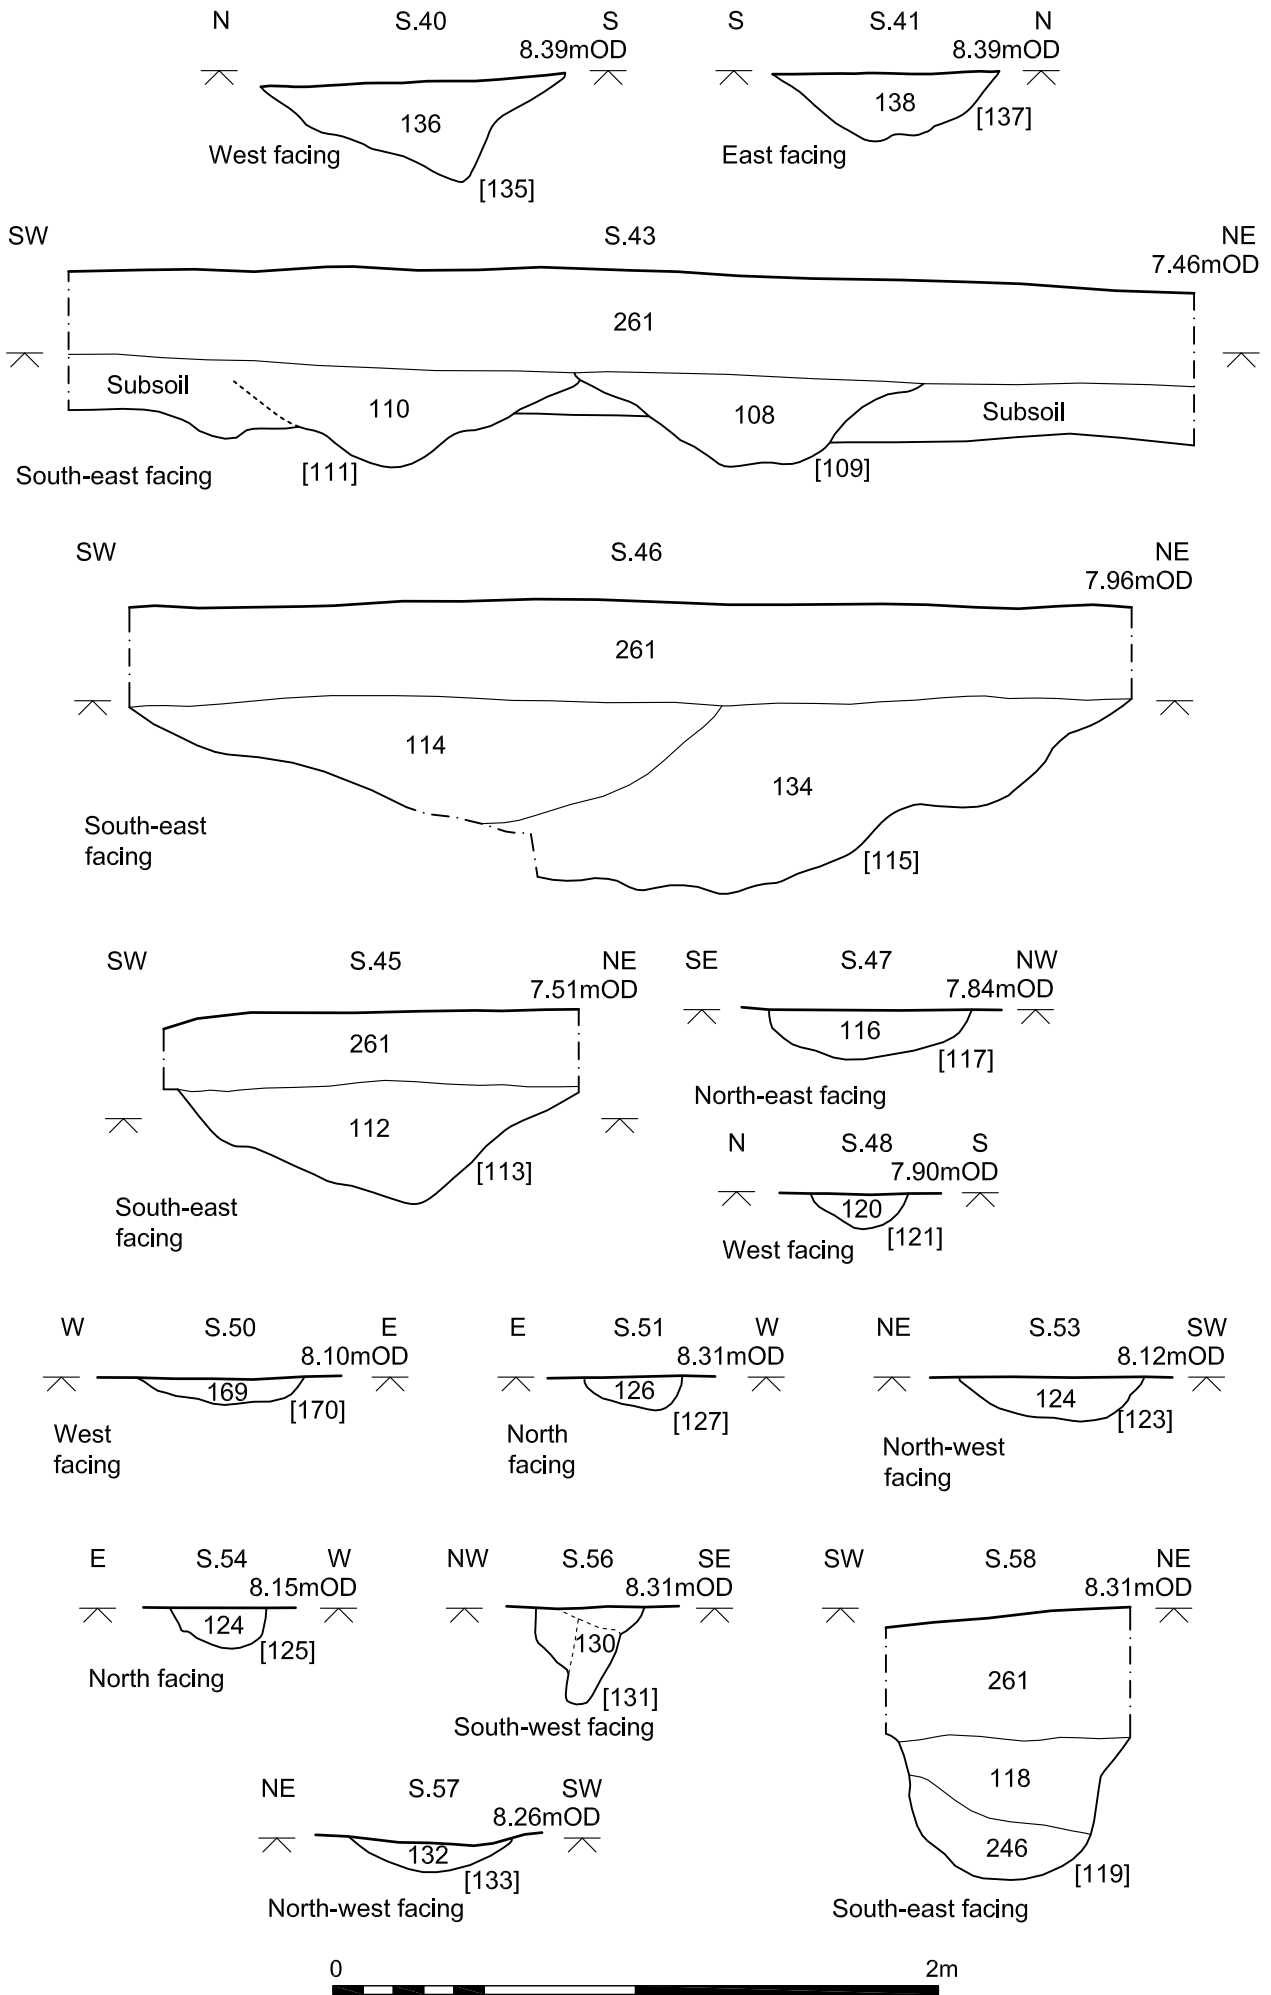 N S.40 S
8.39mOD
136
West facing
[135]
S S.41 N
8.39mOD
138
[137]
East facing
SW S.43 NE
7.46mOD
261
Subsoil
110
108
Subsoil
[111]
[109]
South-east facing
SW S.46 NE
7.96mOD
261
114
134
South-east
facing
[115]
SW S.45 NE
7.51mOD
261
112
[113]
South-east
facing
SE S.47 NW
7.84mOD
116
[117]
North-east facing
N S.48 S
7.90mOD
120
[121]
West facing
W S.50 E
8.10mOD
169
[170]
West
facing
E S.51 W
8.31mOD
126
[127]
North
facing
NE S.53 SW
8.12mOD
124
[123]
North-west
facing
E S.54 W
8.15mOD
124
[125]
North facing
NW S.56 SE
8.31mOD
130
[131]
South-west facing
SW S.58 NE
8.31mOD
261
118
246
[119]
South-east facing
NE S.57 SW
8.26mOD
132
[133]
North-west facing
0 2m